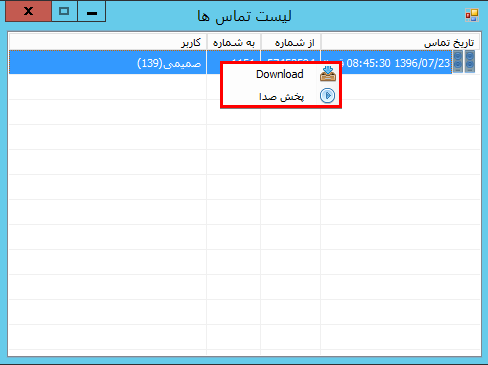 لیست تماس ها
تاریخ تماس از شماره به شماره کاربر
1396/07/23 08:45:30 صمیمی(139)
Download
پخش صدا